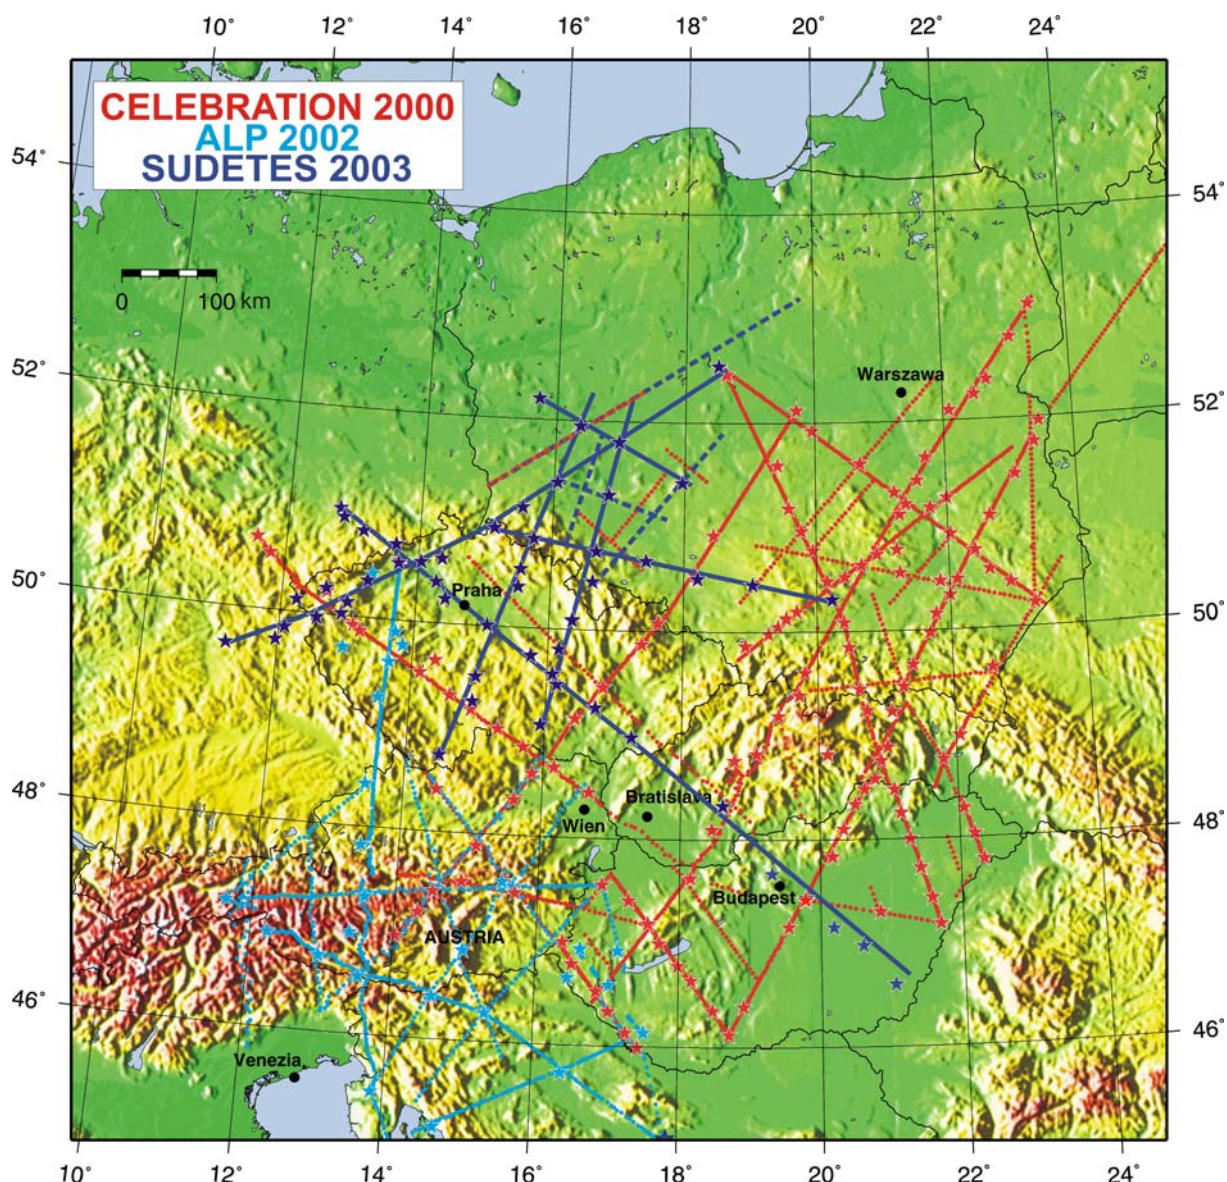 10° 12° 14° 16° 18° 20° 22° 24°
CELEBRATION 2000
ALP 2002
SUDETES 2003
54° 54°
0 100 km
52° 52°
Warszawa
50° 50°
Praha
48° 48°
Bratislava
Wien
Budapest
AUSTRIA
46° 46°
Venezia
10° 12° 14° 16° 18° 20° 22° 24°